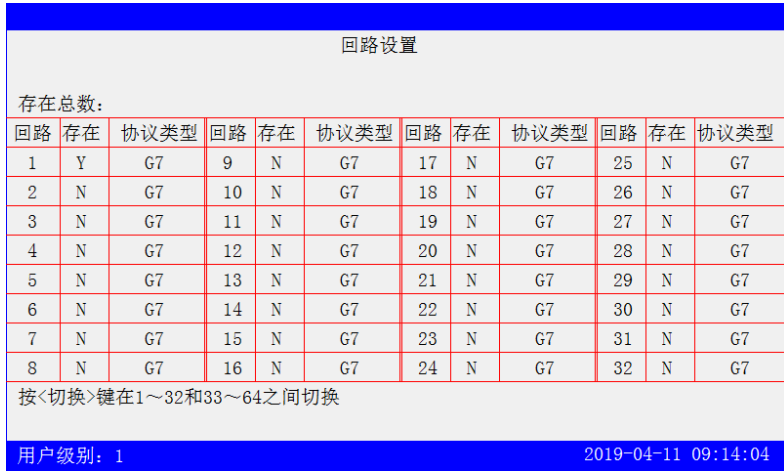 回路设置
存在总数：
回路 存在 协议类型 回路 存在 协议类型 回路 存在 协议类型 回路 存在 协议类型
1 Y G7 9 N G7 17 N G7 25 N G7
2 N G7 10 N G7 18 N G7 26 N G7
3 N G7 11 N G7 19 N G7 27 N G7
4 N G7 12 N G7 20 N G7 28 N G7
5 N G7 13 N G7 21 N G7 29 N G7
6 N G7 14 N G7 22 N G7 30 N G7
7 N G7 15 N G7 23 N G7 31 N G7
8 N G7 16 N G7 24 N G7 32 N G7
按<切换>键在1～32和33～64之间切换
用户级别：1 2019-04-11 09:14:04